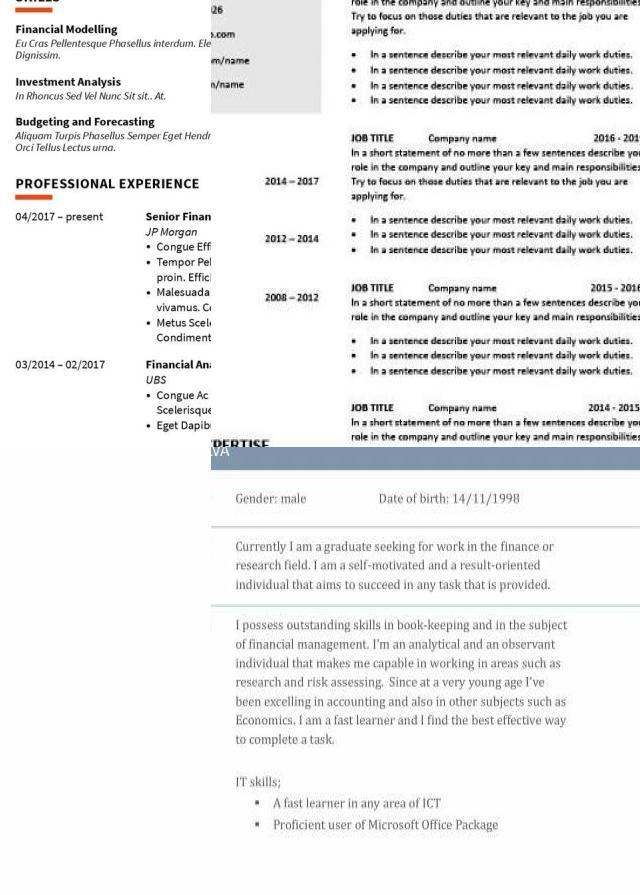 SKILLS
Financial Modelling
Eu Cras Pellentesque Phasellus interdum. Ele
Dignissim.
Investment Analysis
In Rhoncus Sed Vel Nunc Sit sit.. At.
Budgeting and Forecasting
Aliquam Turpis Phasellus Semper Eget Hendr
Orci Tellus Lectus urna.
PROFESSIONAL EXPERIENCE
04/2017 – present
Senior Finan
JP Morgan
• Congue Effi
• Tempor Pel
proin. Effici
• Malesuada
vivamus. Co
• Metus Scele
Condiment
03/2014 – 02/2017
Financial Ana
UBS
• Congue Ac
Scelerisque
• Eget Dapib
26
.com
m/name
/name
2014 – 2017
2012 – 2014
2008 – 2012
PERTISE
role in the company and outline your key and main responsibilities
Try to focus on those duties that are relevant to the job you are
applying for.
• In a sentence describe your most relevant daily work duties.
• In a sentence describe your most relevant daily work duties.
• In a sentence describe your most relevant daily work duties.
• In a sentence describe your most relevant daily work duties.
JOB TITLE Company name 2016 - 201
In a short statement of no more than a few sentences describe you
role in the company and outline your key and main responsibilities
Try to focus on those duties that are relevant to the job you are
applying for.
• In a sentence describe your most relevant daily work duties.
• In a sentence describe your most relevant daily work duties.
• In a sentence describe your most relevant daily work duties.
JOB TITLE Company name 2015 - 2016
In a short statement of no more than a few sentences describe you
role in the company and outline your key and main responsibilities
• In a sentence describe your most relevant daily work duties.
• In a sentence describe your most relevant daily work duties.
• In a sentence describe your most relevant daily work duties.
JOB TITLE Company name 2014 - 2015
In a short statement of no more than a few sentences describe you
role in the company and outline your key and main responsibilities
LVA
Gender: male Date of birth: 14/11/1998
Currently I am a graduate seeking for work in the finance or
research field. I am a self-motivated and a result-oriented
individual that aims to succeed in any task that is provided.
I possess outstanding skills in book-keeping and in the subject
of financial management. I'm an analytical and an observant
individual that makes me capable in working in areas such as
research and risk assessing. Since at a very young age I've
been excelling in accounting and also in other subjects such as
Economics. I am a fast learner and I find the best effective way
to complete a task.
IT skills;
▪ A fast learner in any area of ICT
▪ Proficient user of Microsoft Office Package